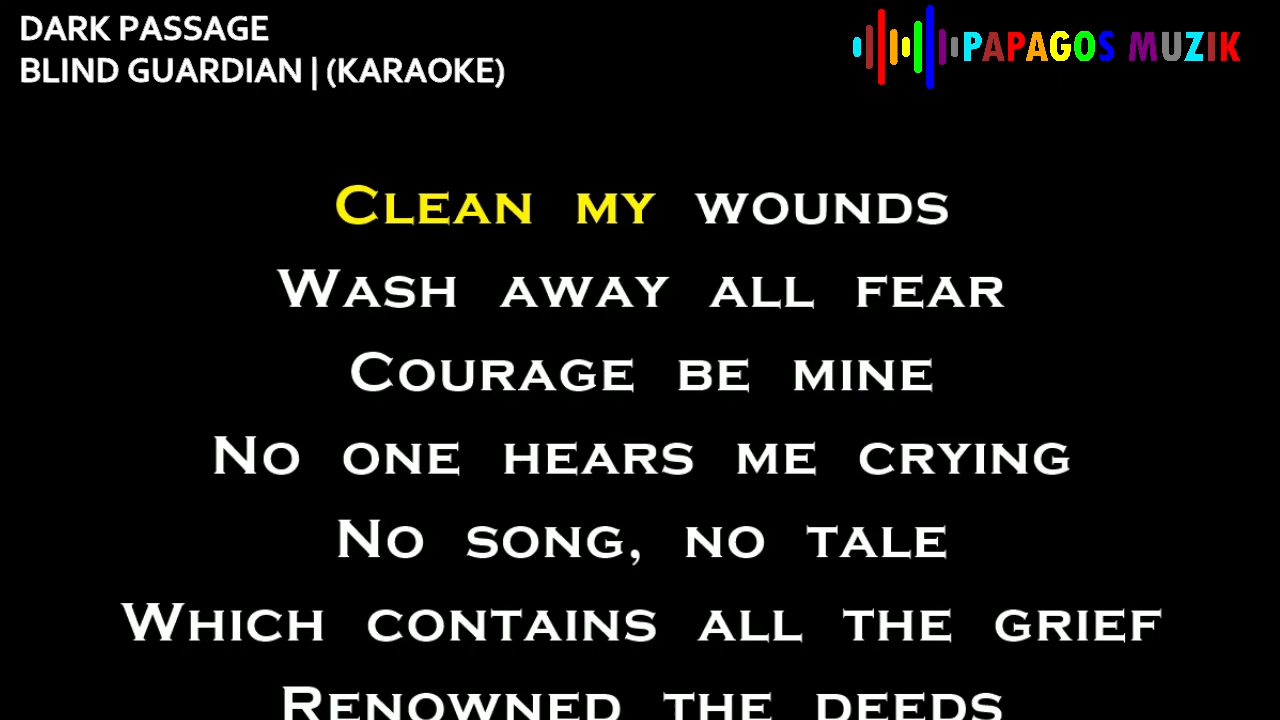 DARK PASSAGE
BLIND GUARDIAN | (KARAOKE)
PAPAGOS MUZIK
CLEAN MY WOUNDS
WASH AWAY ALL FEAR
COURAGE BE MINE
NO ONE HEARS ME CRYING
NO SONG, NO TALE
WHICH CONTAINS ALL THE GRIEF
RENOWNED THE DEEDS